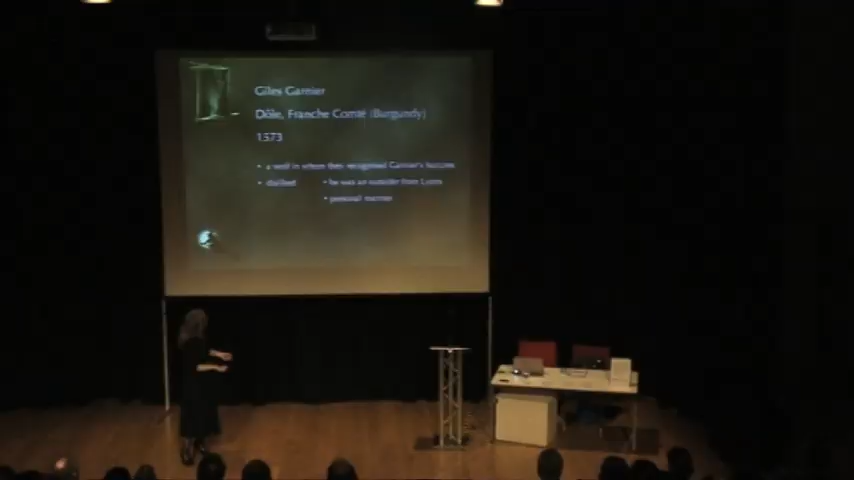 Giles Garnier
Dôle, Franche Comté (Burgundy)
1573
• a wolf in whom they recognised Garnier's features
• disliked
• he was an outsider from Lyons
• personal manner